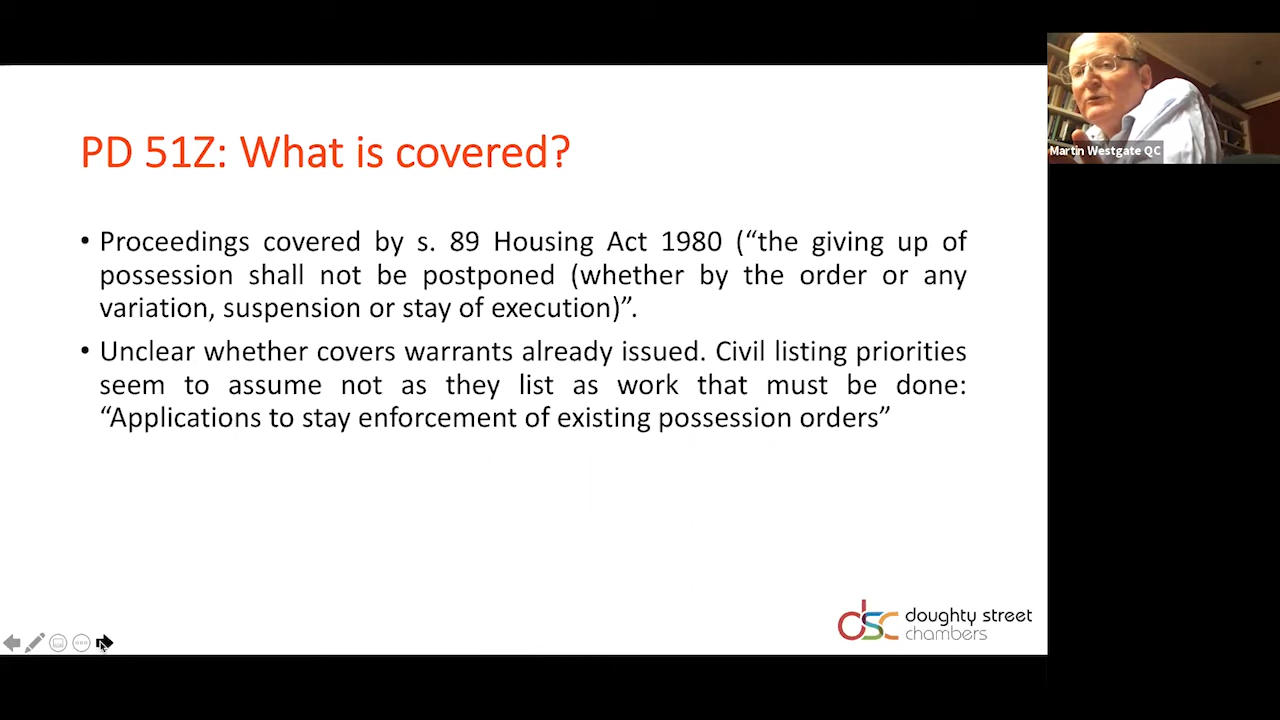 PD 51Z: What is covered?
• Proceedings covered by s. 89 Housing Act 1980 (“the giving up of
possession shall not be postponed (whether by the order or any
variation, suspension or stay of execution)”.
• Unclear whether covers warrants already issued. Civil listing priorities
seem to assume not as they list as work that must be done:
“Applications to stay enforcement of existing possession orders”
Martin Westgate QC
dsc doughty street
chambers